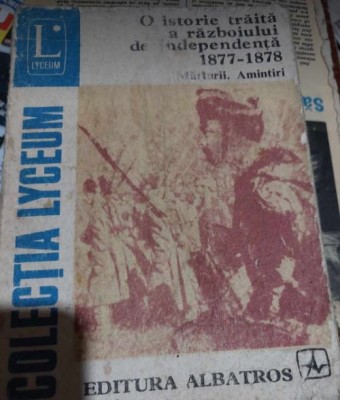 L
LYCEUM
O istorie trăită
a războiului
de independență
1877-1878
Mărturii. Amintiri
COLECȚIA LYCEUM
EDITURA ALBATROS